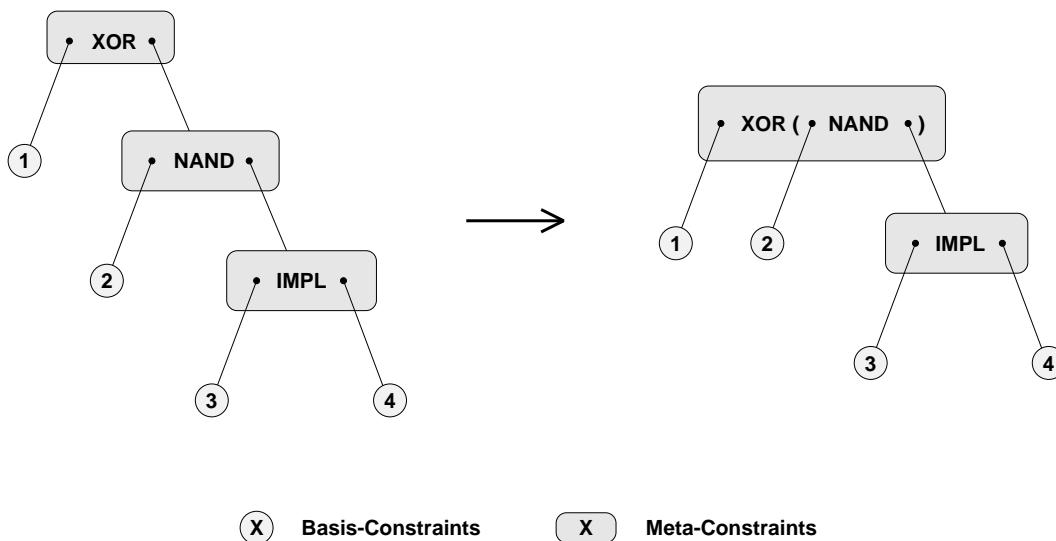 XOR
1
NAND
2
IMPL
3
4
XOR ( NAND )
1
2
IMPL
3
4
X Basis-Constraints
X Meta-Constraints